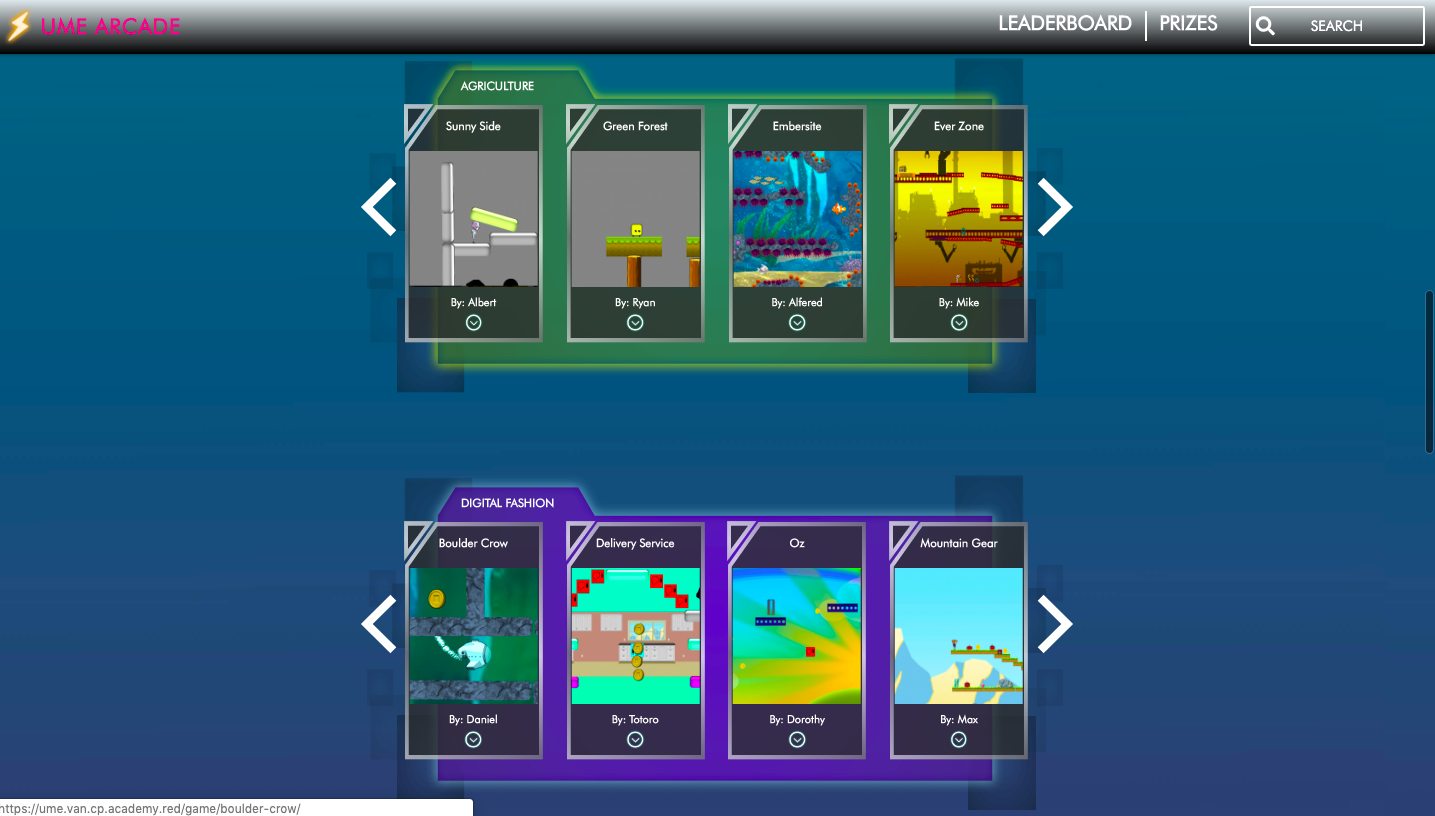 UME ARCADE
LEADERBOARD
PRIZES
SEARCH
AGRICULTURE
Sunny Side
Green Forest
Embersite
Ever Zone
By: Albert
By: Ryan
By: Alfered
By: Mike
DIGITAL FASHION
Boulder Crow
Delivery Service
Oz
Mountain Gear
By: Daniel
By: Totoro
By: Dorothy
By: Max
https://ume.van.cp.academy.red/game/boulder-crow/